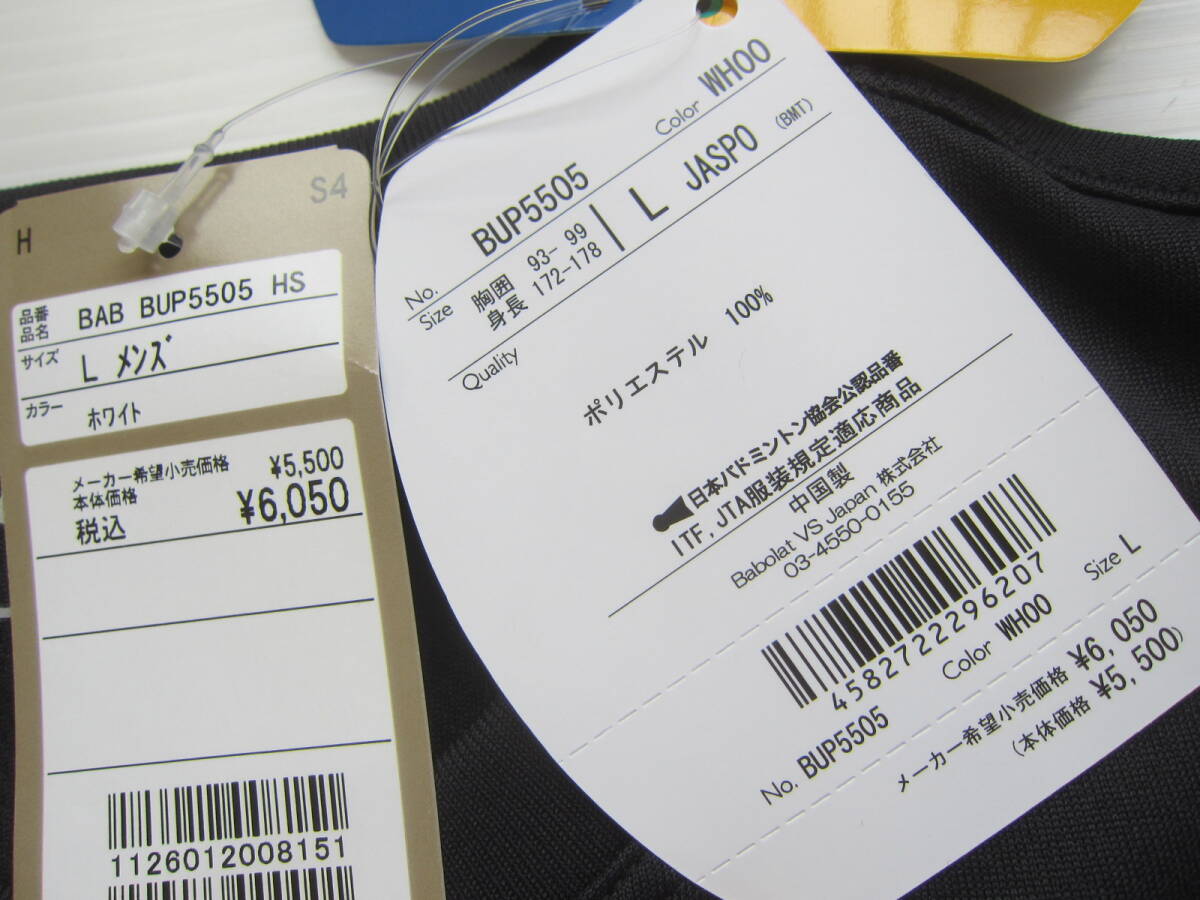 H
S4
品番
品名
BAB BUP5505 HS
サイズ
L メンズ
カラー
ホワイト
メーカー希望小売価格
本体価格 ¥5,500
税込 ¥6,050
1126012008151
No. BUP5505 Color WH00
Size 胸囲 93- 99
身長 172-178
L JASPO (BMT)
Quality
ポリエステル 100%
日本バドミントン協会公認品番
ITF, JTA服装規定適応商品
中国製
Babolat VS Japan 株式会社
03-4550-0155
4582722296207
No. BUP5505 Color WH00 Size L
メーカー希望小売価格 ¥6,050
(本体価格 ¥5,500)